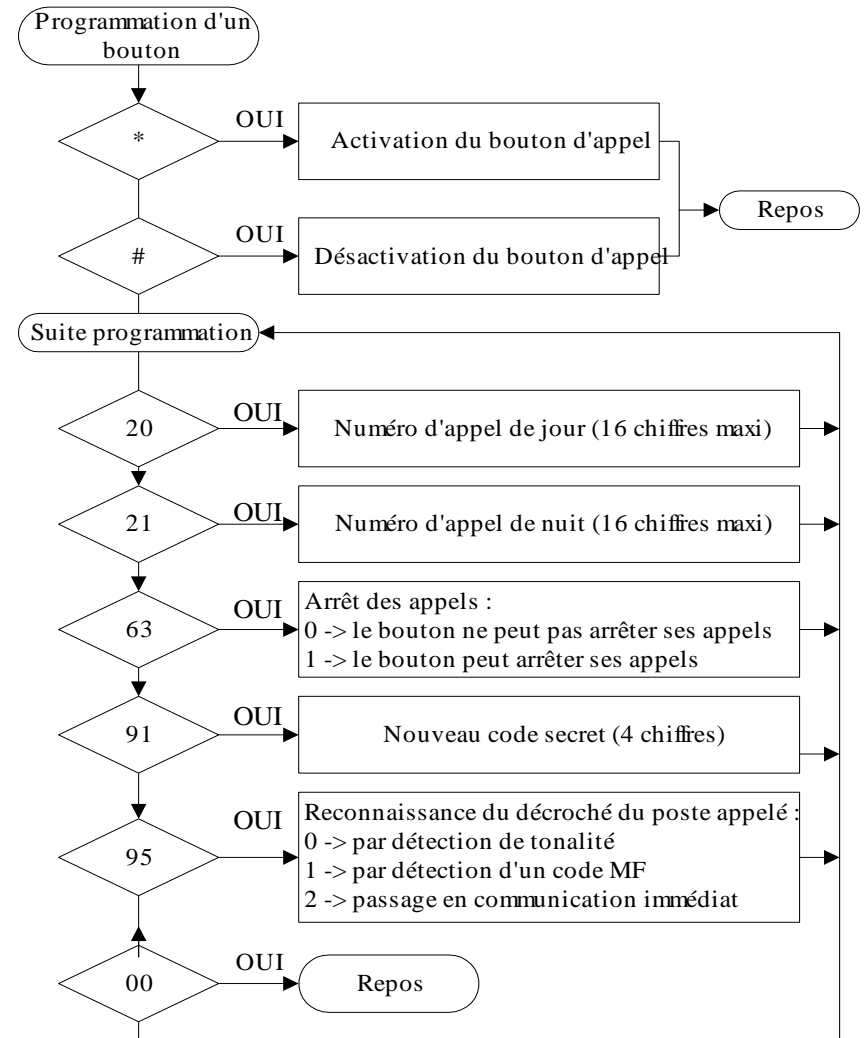 Programmation d'un
bouton
*
OUI
Activation du bouton d'appel
Repos
#
OUI
Désactivation du bouton d'appel
Suite programmation
20
OUI
Numéro d'appel de jour (16 chiffres maxi)
21
OUI
Numéro d'appel de nuit (16 chiffres maxi)
63
OUI
Arrêt des appels :
0 -> le bouton ne peut pas arrêter ses appels
1 -> le bouton peut arrêter ses appels
91
OUI
Nouveau code secret (4 chiffres)
95
OUI
Reconnaissance du décroché du poste appelé :
0 -> par détection de tonalité
1 -> par détection d'un code MF
2 -> passage en communication immédiat
00
OUI
Repos